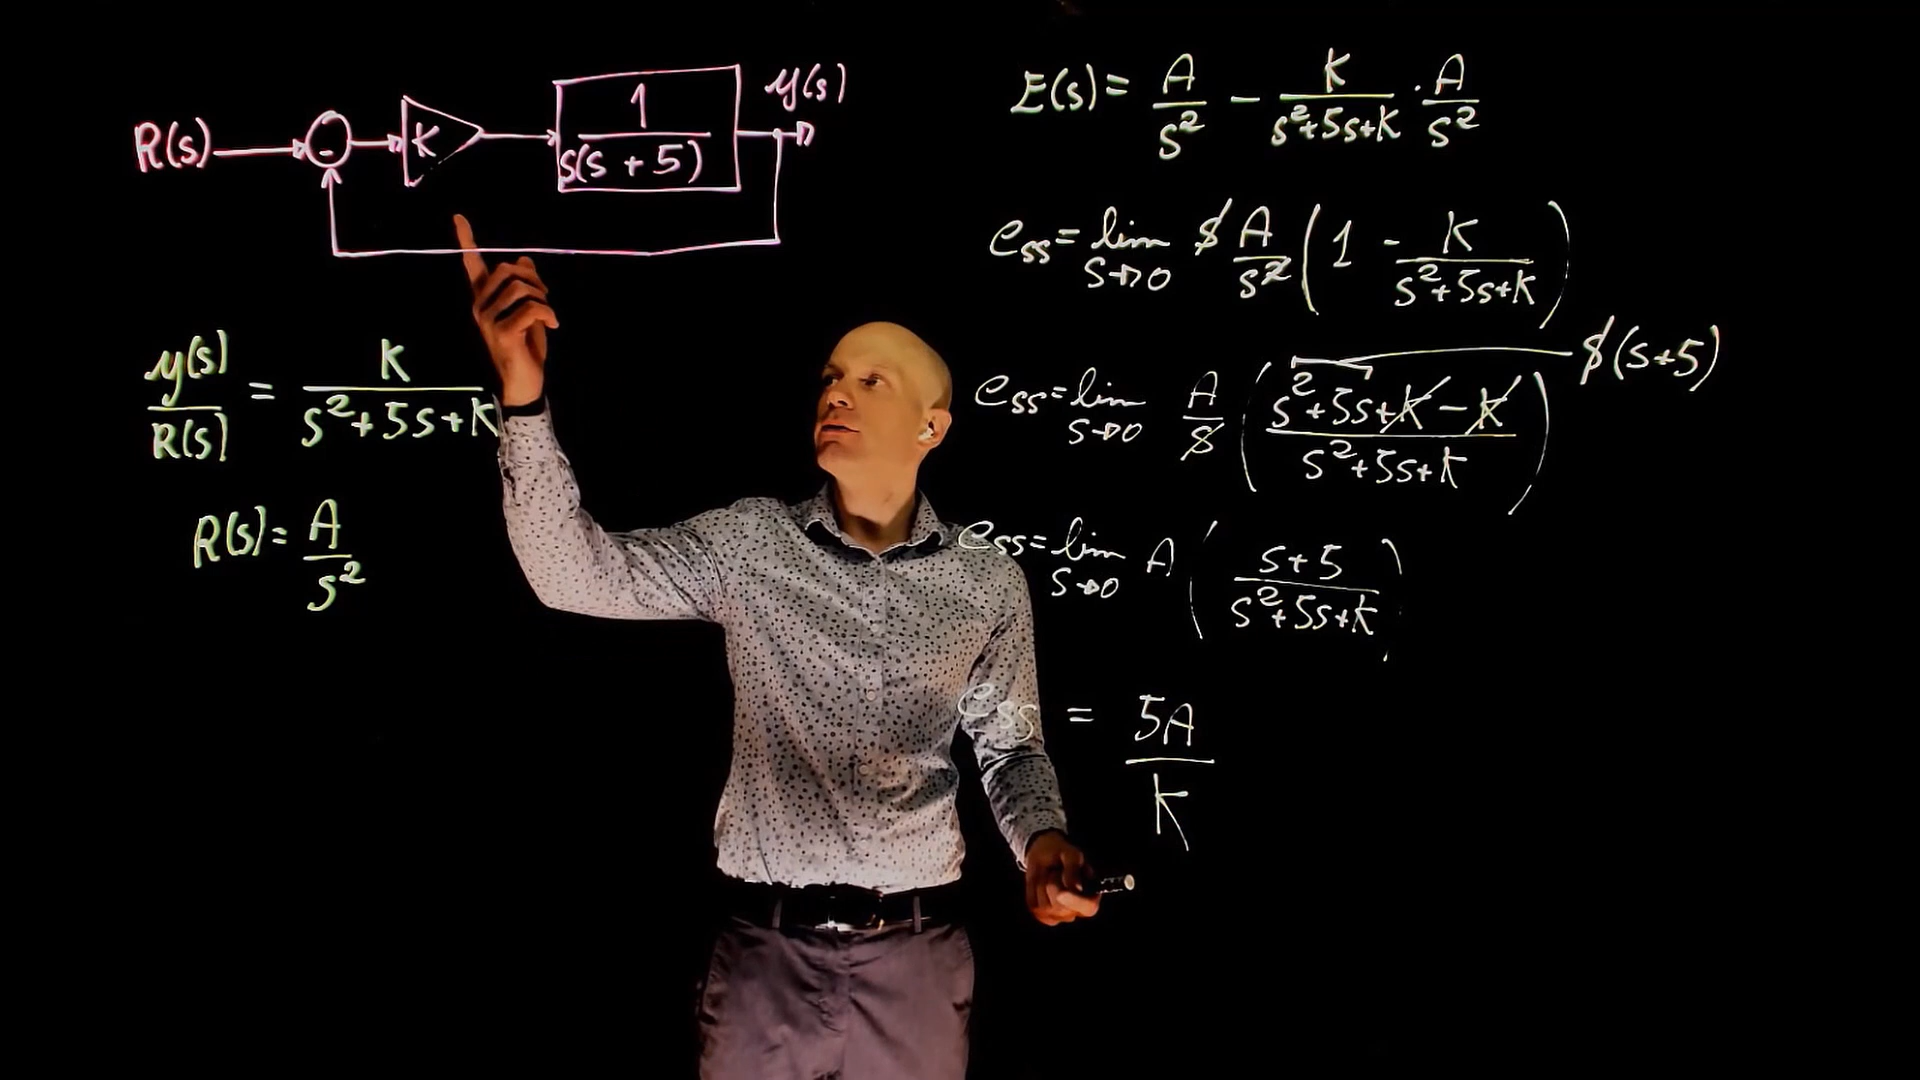 R(s) - K 1/(s(s+5)) y(s)
y(s)/R(s) = K/(s²+5s+K)
R(s) = A/s²
E(s) = A/s² - K/(s²+5s+K) · A/s²
ess = lim s→0 s A/s² (1 - K/(s²+5s+K))
ess = lim s→0 A/s ((s²+5s+K-K)/(s²+5s+K)) s(s+5)
ess = lim s→0 A ((s+5)/(s²+5s+K))
ess = 5A/K